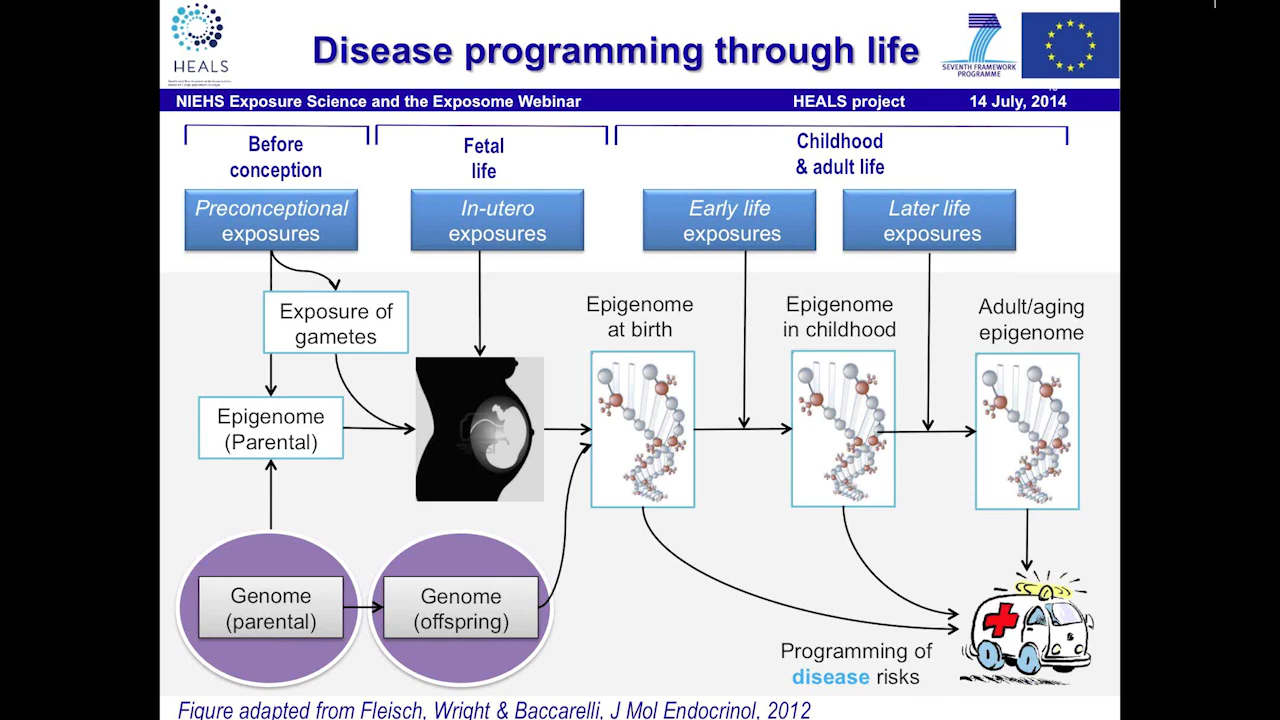 HEALS
Disease programming through life
SEVENTH FRAMEWORK
PROGRAMME
NIEHS Exposure Science and the Exposome Webinar HEALS project 14 July, 2014
Before
conception
Fetal
life
Childhood
& adult life
Preconceptional
exposures
In-utero
exposures
Early life
exposures
Later life
exposures
Exposure of
gametes
Epigenome
at birth
Epigenome
in childhood
Adult/aging
epigenome
Epigenome
(Parental)
Genome
(parental)
Genome
(offspring)
Programming of
disease risks
Figure adapted from Fleisch, Wright & Baccarelli, J Mol Endocrinol, 2012